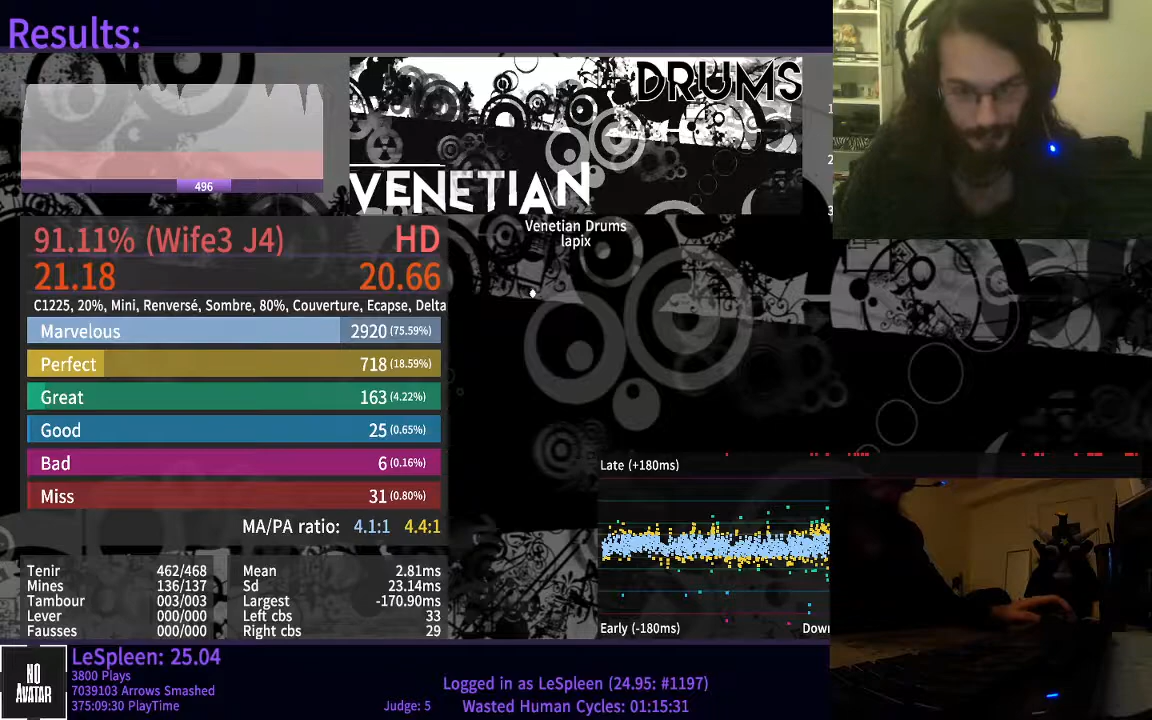 Results:
DRUMS
VENETIAN
496
Venetian Drums
lapix
91.11% (Wife3 J4) HD
21.18 20.66
C1225, 20%, Mini, Renversé, Sombre, 80%, Couverture, Ecapse, Delta
Marvelous 2920 (75.59%)
Perfect 718 (18.59%)
Great 163 (4.22%)
Good 25 (0.65%)
Bad 6 (0.16%)
Miss 31 (0.80%)
MA/PA ratio: 4.1:1 4.4:1
Tenir 462/468
Mines 136/137
Tambour 003/003
Lever 000/000
Fausses 000/000
Mean 2.81ms
Sd 23.14ms
Largest -170.90ms
Left cbs 33
Right cbs 29
1
2
3
Late (+180ms)
Early (-180ms) Down
NO AVATAR
LeSpleen: 25.04
3800 Plays
7039103 Arrows Smashed
375:09:30 PlayTime
Judge: 5
Logged in as LeSpleen (24.95: #1197)
Wasted Human Cycles: 01:15:31